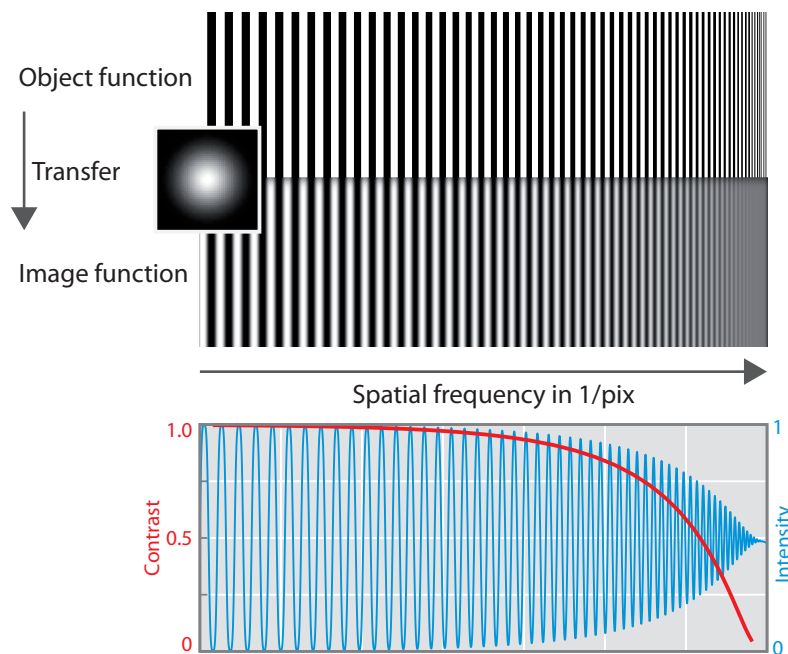 Object function
Transfer
Image function
Spatial frequency in 1/pix
1.0
1
Contrast
0.5
Intensity
0
0